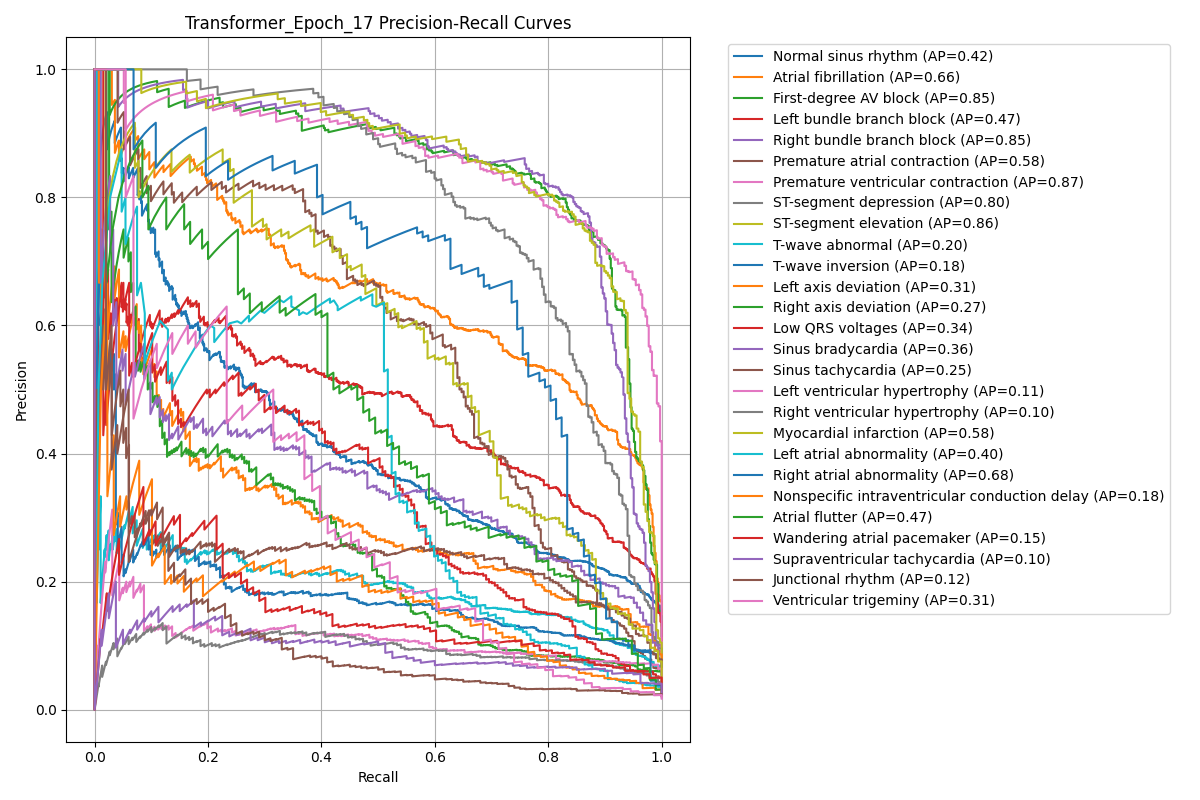 Transformer_Epoch_17 Precision-Recall Curves
1.0
0.8
0.6
0.4
0.2
0.0
Precision
0.0 0.2 0.4 0.6 0.8 1.0
Recall
Normal sinus rhythm (AP=0.42)
Atrial fibrillation (AP=0.66)
First-degree AV block (AP=0.85)
Left bundle branch block (AP=0.47)
Right bundle branch block (AP=0.85)
Premature atrial contraction (AP=0.58)
Premature ventricular contraction (AP=0.87)
ST-segment depression (AP=0.80)
ST-segment elevation (AP=0.86)
T-wave abnormal (AP=0.20)
T-wave inversion (AP=0.18)
Left axis deviation (AP=0.31)
Right axis deviation (AP=0.27)
Low QRS voltages (AP=0.34)
Sinus bradycardia (AP=0.36)
Sinus tachycardia (AP=0.25)
Left ventricular hypertrophy (AP=0.11)
Right ventricular hypertrophy (AP=0.10)
Myocardial infarction (AP=0.58)
Left atrial abnormality (AP=0.40)
Right atrial abnormality (AP=0.68)
Nonspecific intraventricular conduction delay (AP=0.18)
Atrial flutter (AP=0.47)
Wandering atrial pacemaker (AP=0.15)
Supraventricular tachycardia (AP=0.10)
Junctional rhythm (AP=0.12)
Ventricular trigeminy (AP=0.31)